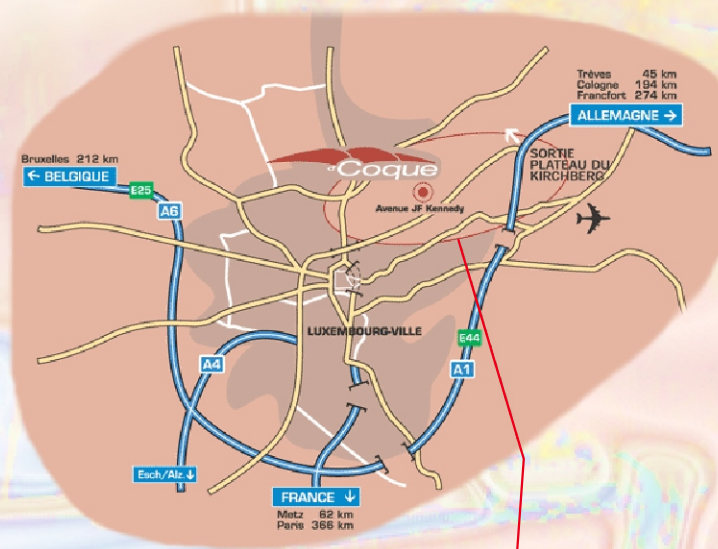 Trèves 45 km
Cologne 194 km
Francfort 274 km
ALLEMAGNE →
SORTIE
PLATEAU DU
KIRCHBERG
Bruxelles 212 km
← BELGIQUE
E25
A6
d'Coque
Avenue JF Kennedy
LUXEMBOURG-VILLE
E44
A1
A4
Esch/Alz. ↓
FRANCE ↓
Metz 62 km
Paris 366 km